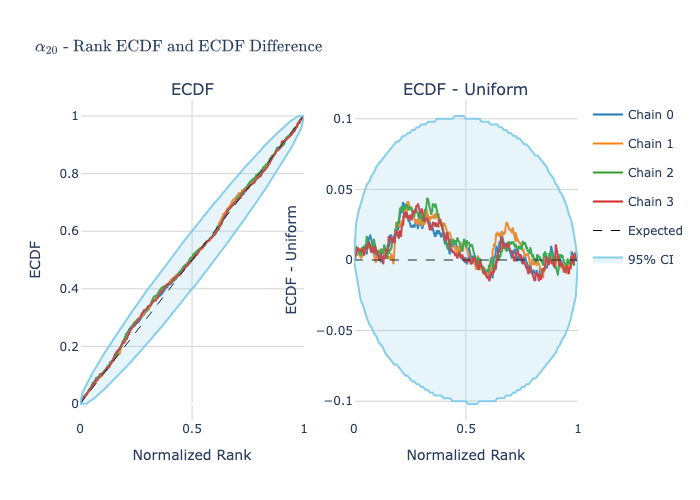 α₂₀ - Rank ECDF and ECDF Difference
ECDF
ECDF - Uniform
1
0.8
0.6
0.4
0.2
0
ECDF
0
0.5
1
Normalized Rank
0.1
0.05
0
−0.05
−0.1
ECDF - Uniform
0
0.5
1
Normalized Rank
Chain 0
Chain 1
Chain 2
Chain 3
Expected
95% CI